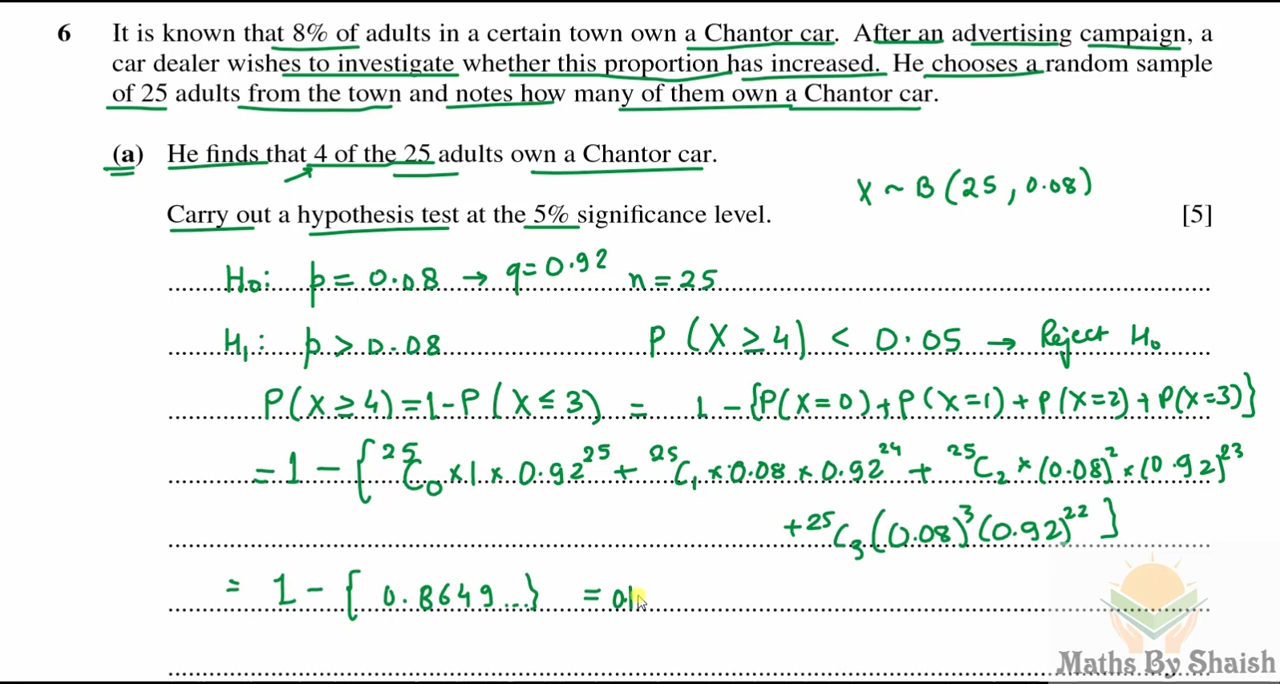 6 It is known that 8% of adults in a certain town own a Chantor car. After an advertising campaign, a
car dealer wishes to investigate whether this proportion has increased. He chooses a random sample
of 25 adults from the town and notes how many of them own a Chantor car.
(a) He finds that 4 of the 25 adults own a Chantor car.
X ~ B (25, 0.08)
Carry out a hypothesis test at the 5% significance level. [5]
H₀: p = 0.08 → q = 0.92 n = 25
H₁: p > 0.08 P (X ≥ 4) < 0.05 → Reject H₀
P(X ≥ 4) = 1 - P (X ≤ 3) = 1 - {P(X=0) + P(X=1) + P(X=2) + P(X=3)}
= 1 - { ²⁵C₀ × 1 × 0.92²⁵ + ²⁵C₁ × 0.08 × 0.92²⁴ + ²⁵C₂ × (0.08)² × (0.92)²³
+ ²⁵C₃ (0.08)³ (0.92)²² }
= 1 - { 0.8649... } = 0.1
Maths By Shaish